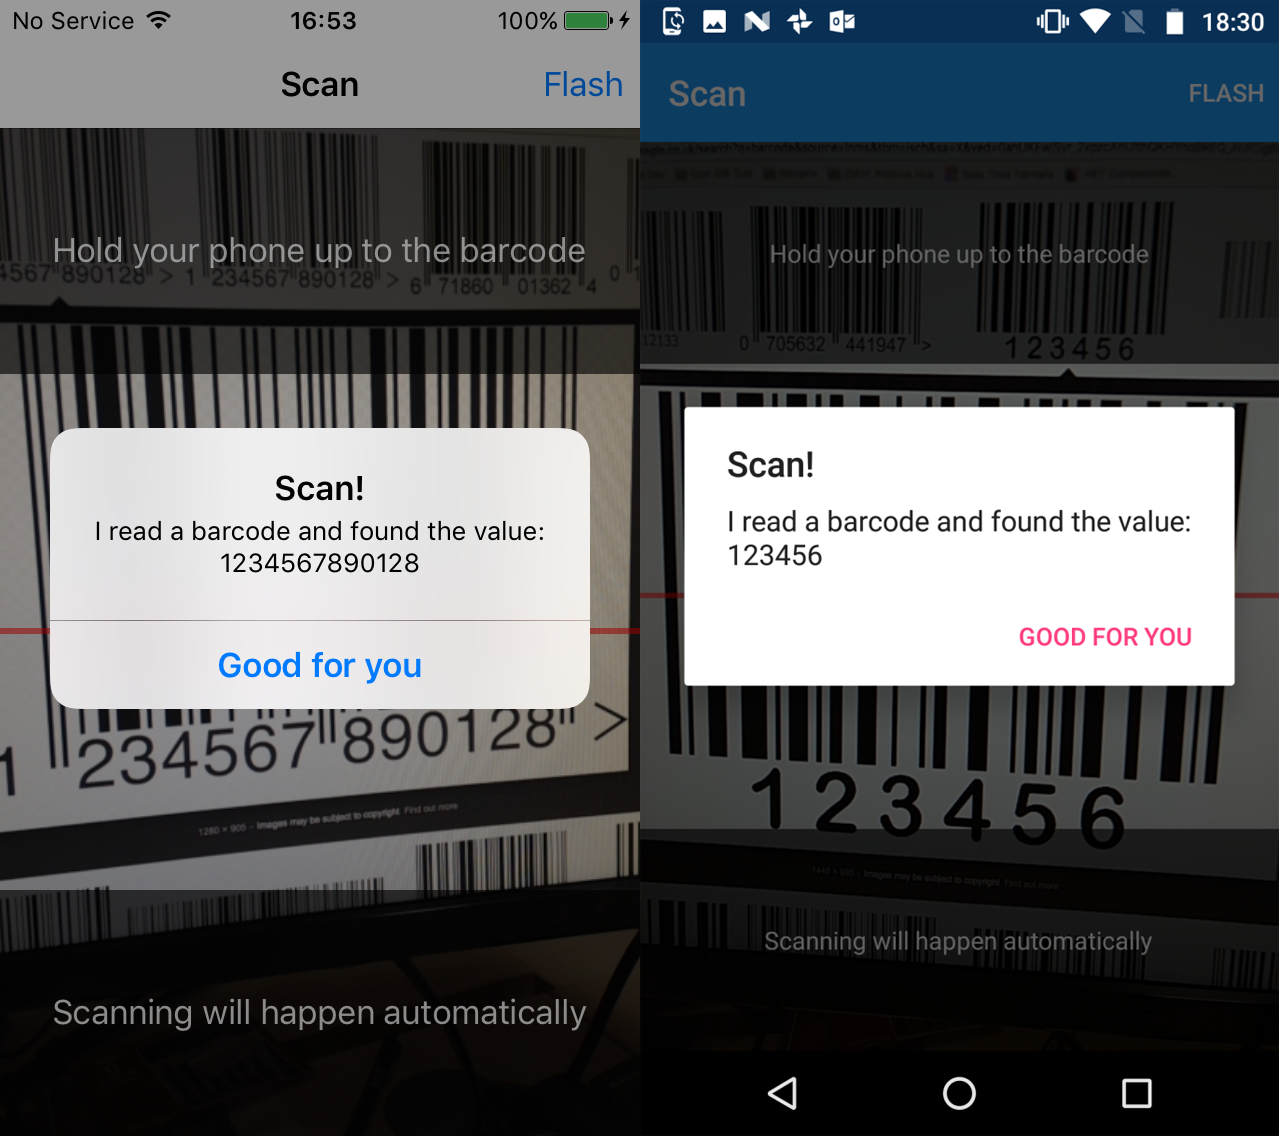 No Service 16:53 100%
Scan Flash
Hold your phone up to the barcode
4567 890128 > 1 234567 890128 > 6 71860 01362 4 0
Scan!
I read a barcode and found the value:
1234567890128
Good for you
1 234567 890128 >
1280 × 905 - Images may be subject to copyright Find out more
Scanning will happen automatically
18:30
Scan FLASH
Hold your phone up to the barcode
12133 0 705632 441947 > 123456
Scan!
I read a barcode and found the value:
123456
GOOD FOR YOU
123456
Images may be subject to copyright Find out more
Scanning will happen automatically